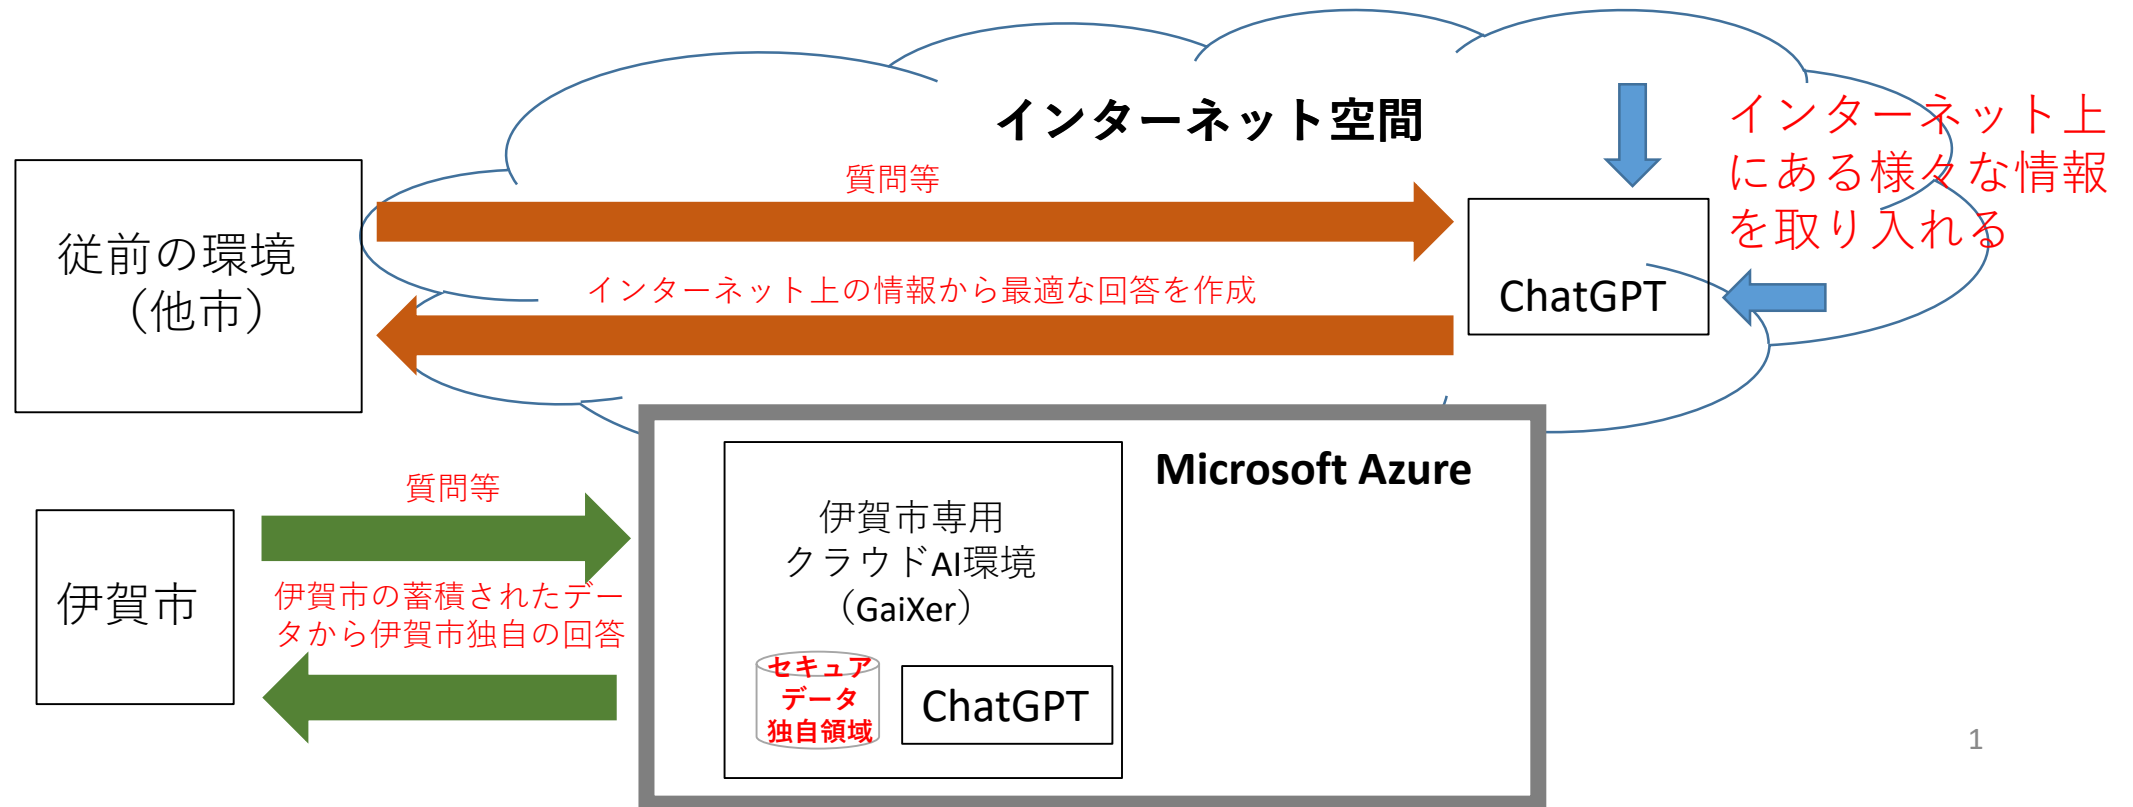 インターネット空間
インターネット上
にある様々な情報
を取り入れる
質問等
従前の環境
（他市）
インターネット上の情報から最適な回答を作成
ChatGPT
Microsoft Azure
質問等
伊賀市専用
クラウドAI環境
（GaiXer）
伊賀市
伊賀市の蓄積されたデー
タから伊賀市独自の回答
セキュア
データ
独自領域
ChatGPT
1